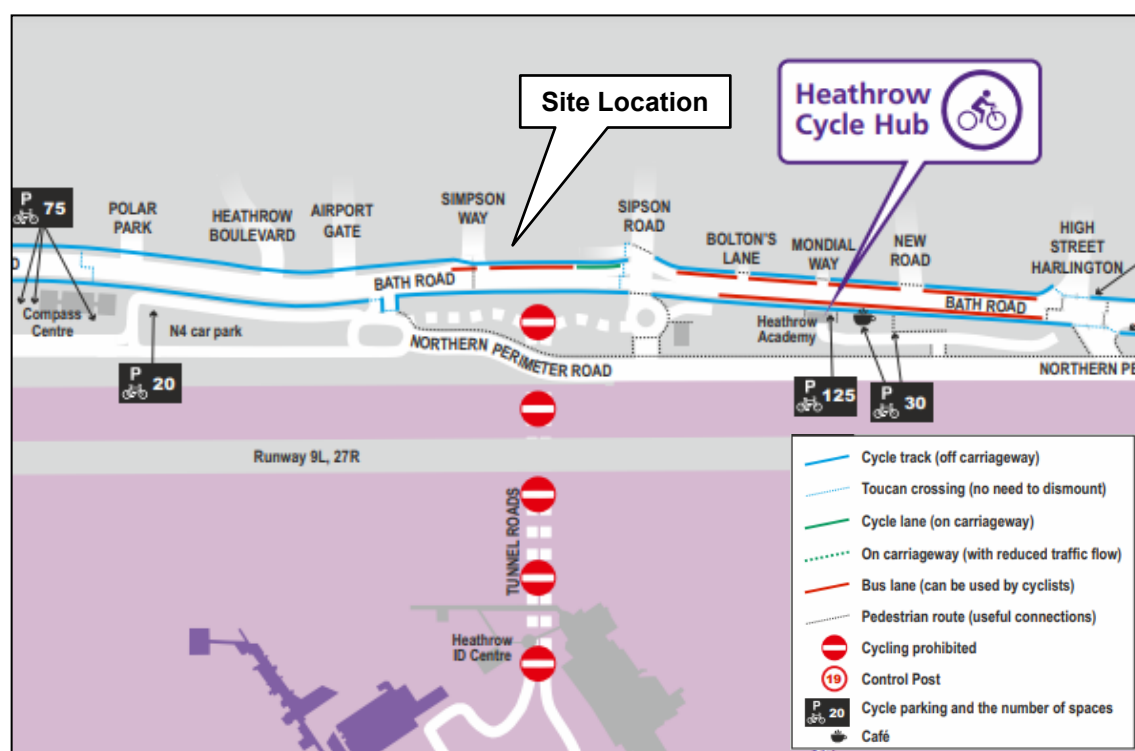 Site Location
Heathrow
Cycle Hub
P
75
POLAR
PARK
HEATHROW
BOULEVARD
AIRPORT
GATE
SIMPSON
WAY
SIPSON
ROAD
BOLTON'S
LANE
MONDIAL
WAY
NEW
ROAD
HIGH
STREET
HARLINGTON
D
BATH ROAD
BATH ROAD
Compass
Centre
N4 car park
Heathrow
Academy
NORTHERN PERIMETER ROAD
NORTHERN PE
P
20
P
125
P
30
Runway 9L, 27R
TUNNEL ROADS
Heathrow
ID Centre
Cycle track (off carriageway)
Toucan crossing (no need to dismount)
Cycle lane (on carriageway)
On carriageway (with reduced traffic flow)
Bus lane (can be used by cyclists)
Pedestrian route (useful connections)
Cycling prohibited
19 Control Post
P
20 Cycle parking and the number of spaces
Café